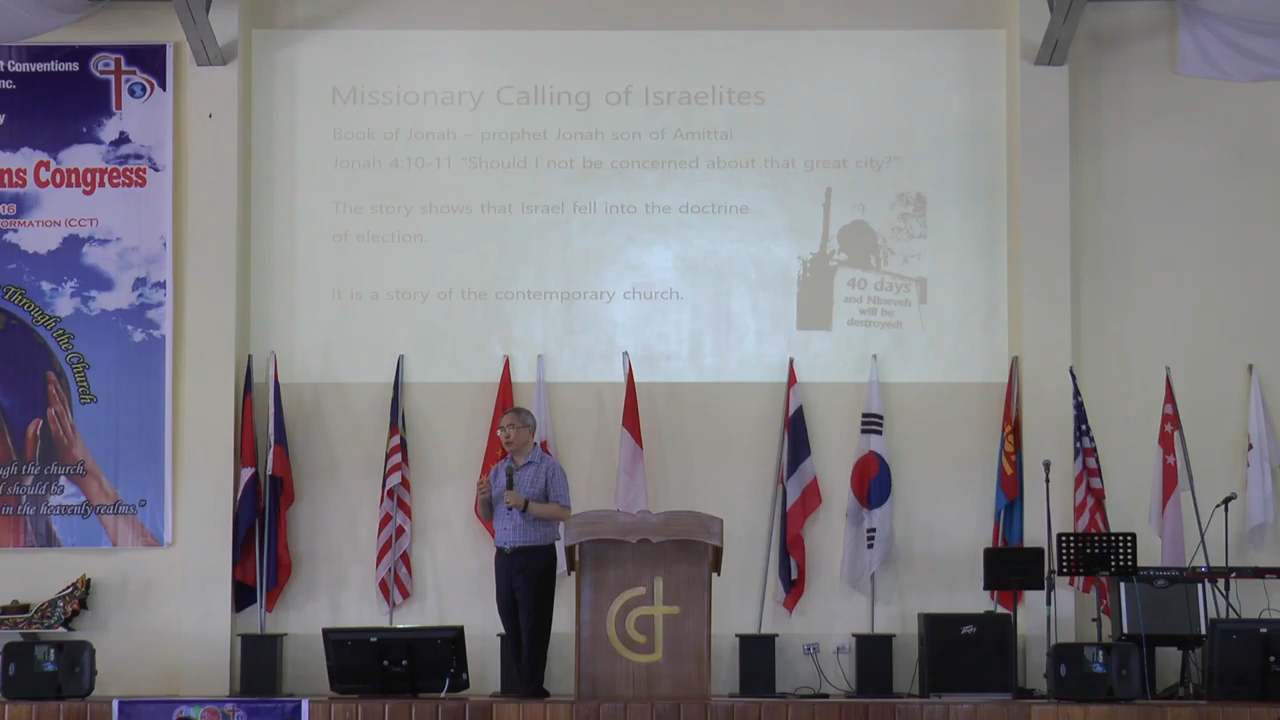 t Conventions
nc.
y
ns Congress
16
ORMATION (CCT)
Through the Church
gh the church,
d should be
in the heavenly realms."
Missionary Calling of Israelites
Book of Jonah – prophet Jonah son of Amittai
Jonah 4:10-11 "Should I not be concerned about that great city?"
The story shows that Israel fell into the doctrine
of election.
It is a story of the contemporary church.
40 days
and Nineveh
will be
destroyed!